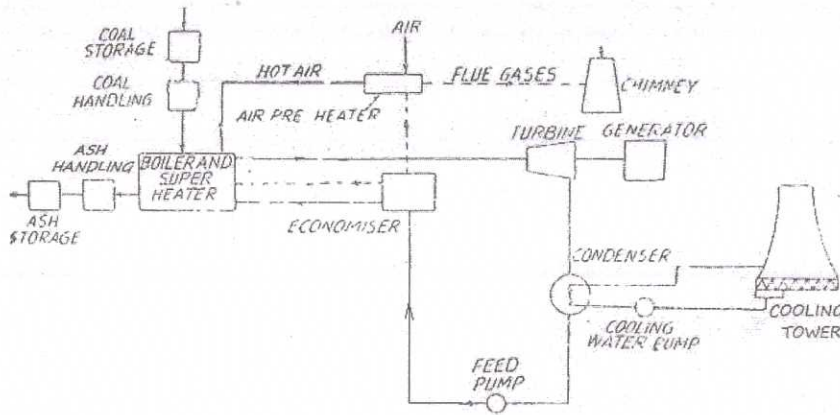 COAL
STORAGE
AIR
HOT AIR
FLUE GASES
COAL
HANDLING
CHIMNEY
AIR PRE HEATER
TURBINE
GENERATOR
ASH
HANDLING
BOILER AND
SUPER
HEATER
ASH
STORAGE
ECONOMISER
CONDENSER
COOLING
WATER PUMP
COOLING
TOWER
FEED
PUMP